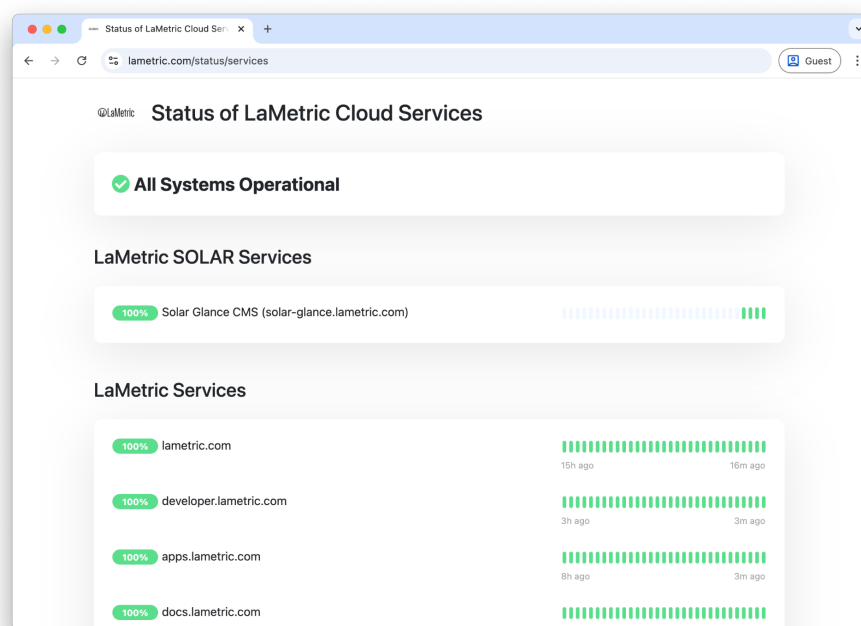 Status of LaMetric Cloud Serv
lametric.com/status/services
Guest
LaMetric
Status of LaMetric Cloud Services
All Systems Operational
LaMetric SOLAR Services
100% Solar Glance CMS (solar-glance.lametric.com)
LaMetric Services
100% lametric.com
15h ago 16m ago
100% developer.lametric.com
3h ago 3m ago
100% apps.lametric.com
8h ago 3m ago
100% docs.lametric.com